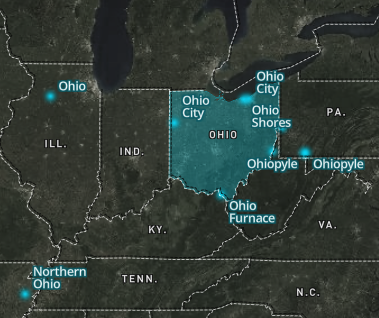 Ohio
City
Ohio
Ohio
City
Ohio
Shores
PA.
OHIO
ILL.
IND.
Ohiopyle
Ohiopyle
Ohio
Furnace
KY.
VA.
Northern
Ohio
TENN.
N.C.